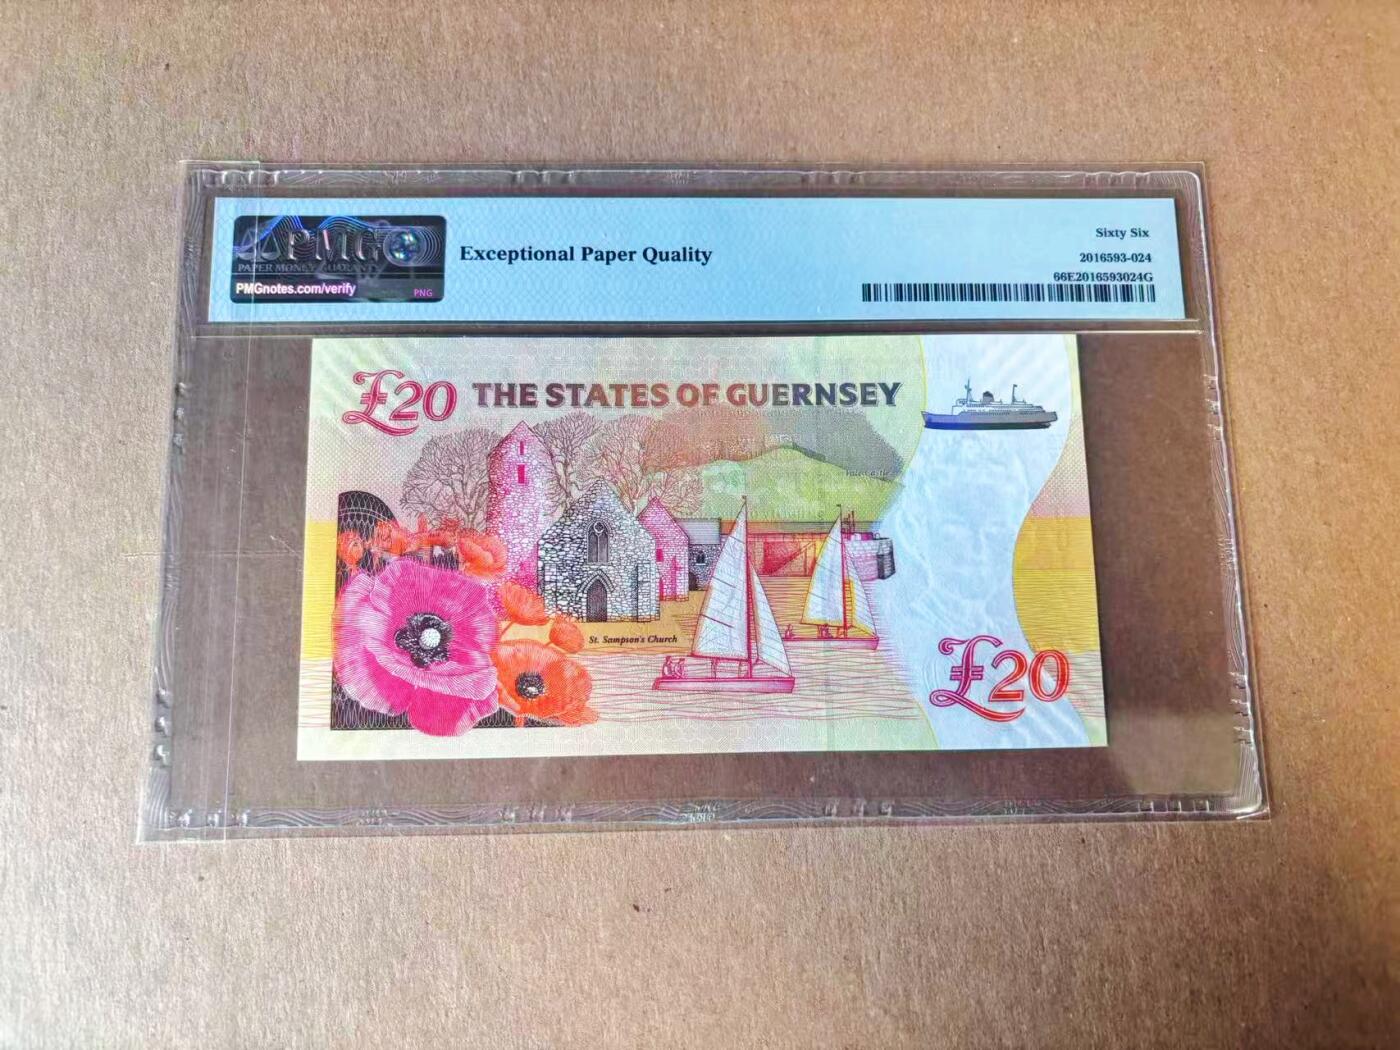 PMG
PAPER MONEY GUARANTY
PMGnotes.com/verify
PNG
Exceptional Paper Quality
Sixty Six
2016593-024
66E2016593024G
£20 THE STATES OF GUERNSEY
St. Sampson's Church
£20